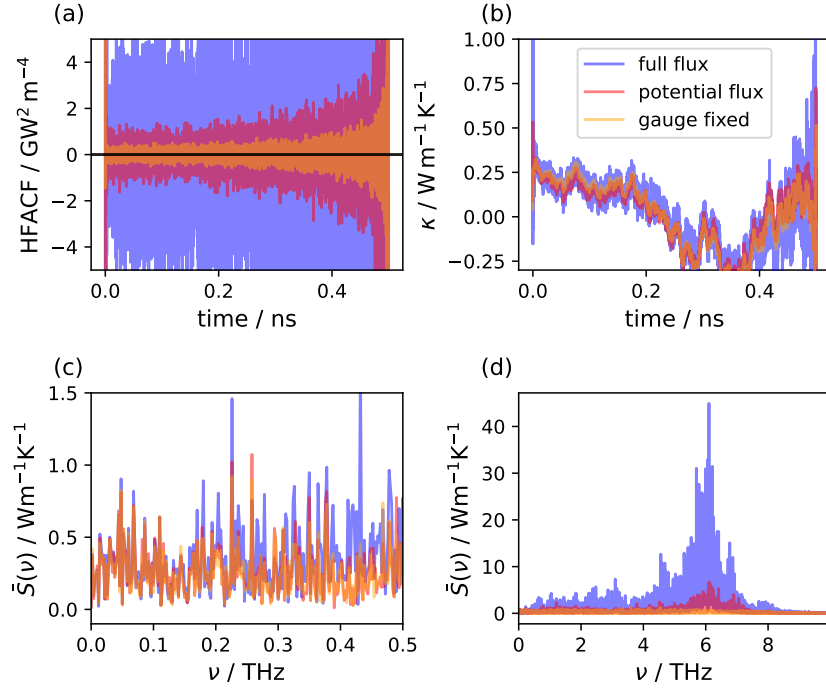 (a)
HFACF / GW² m⁻⁴
4
2
0
−2
−4
0.0
0.2
0.4
time / ns
(b)
κ / Wm⁻¹K⁻¹
1.00
0.75
0.50
0.25
0.00
−0.25
0.0
0.2
0.4
time / ns
full flux
potential flux
gauge fixed
(c)
S̄(ν) / Wm⁻¹K⁻¹
1.5
1.0
0.5
0.0
0.0
0.1
0.2
0.3
0.4
0.5
ν / THz
(d)
S̄(ν) / Wm⁻¹K⁻¹
40
30
20
10
0
0
2
4
6
8
ν / THz